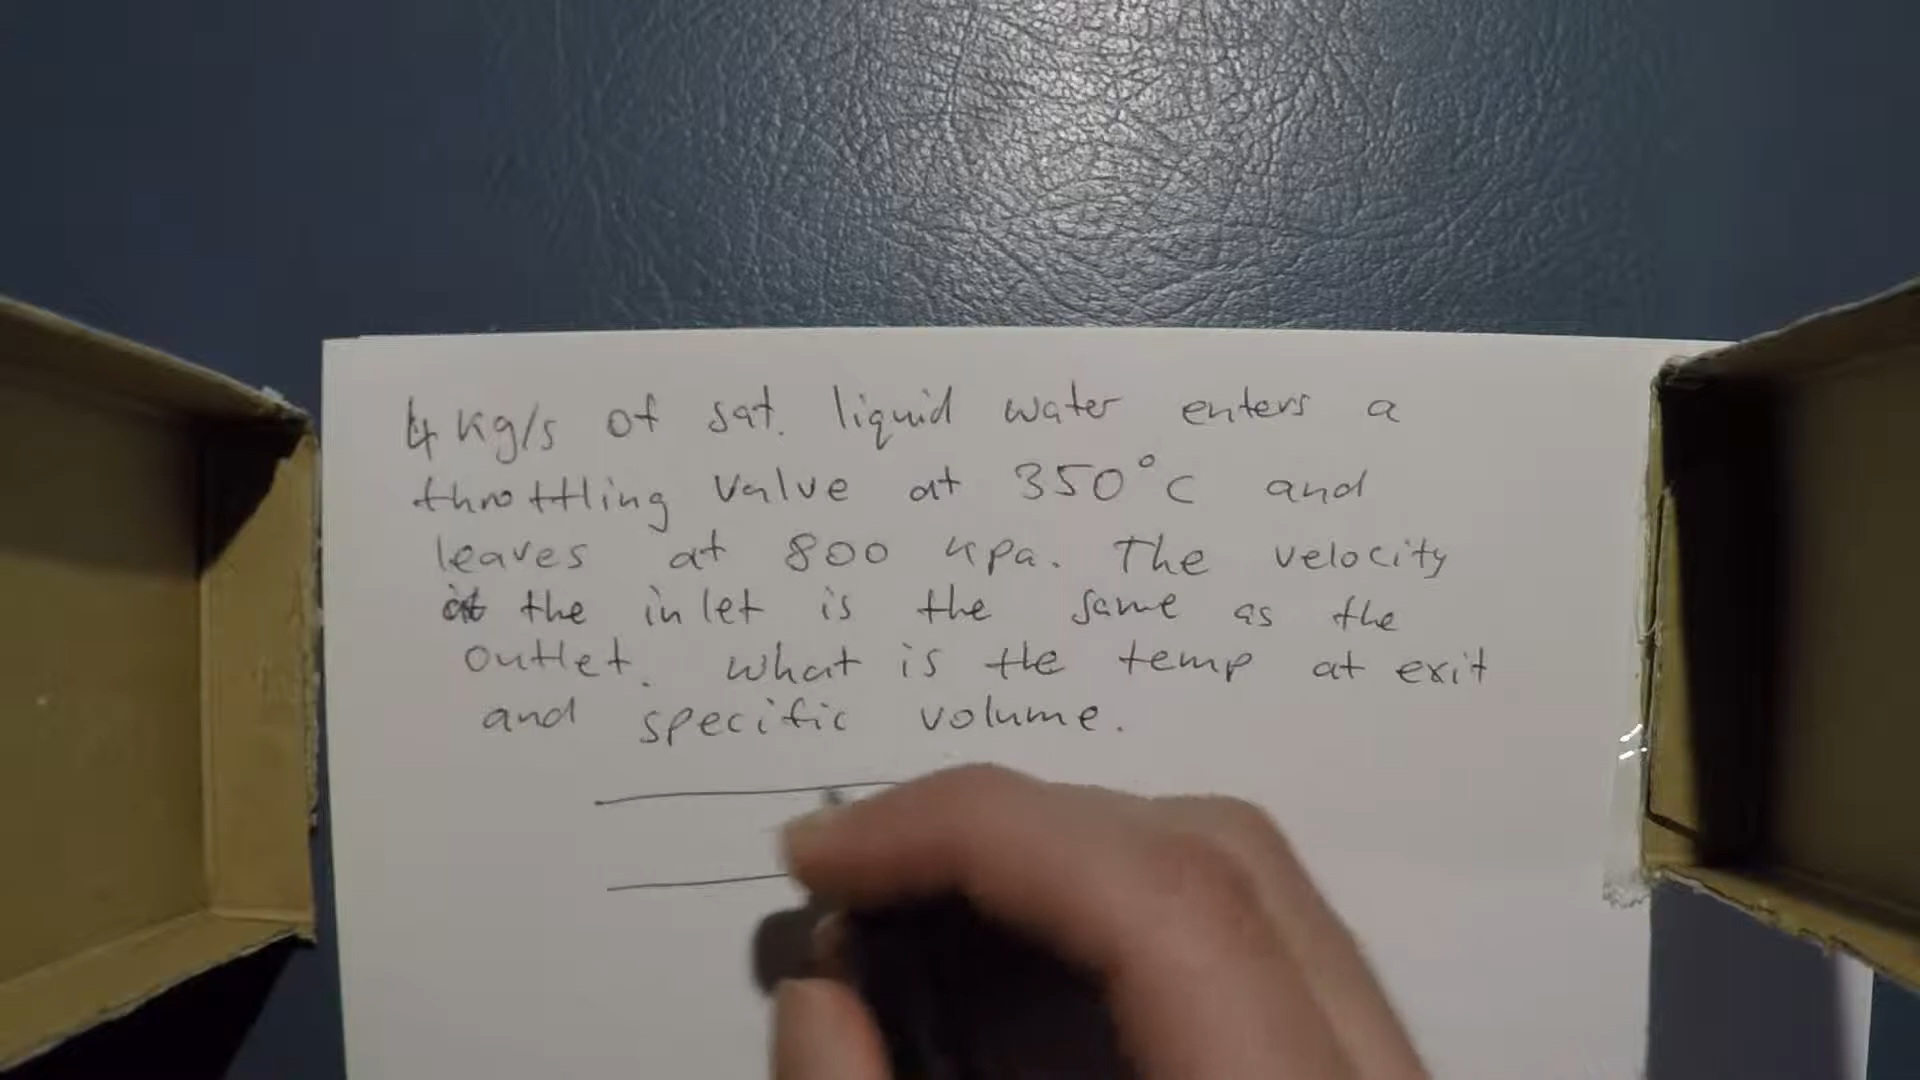 4 kg/s of sat. liquid water enters a
throttling valve at 350°C and
leaves at 800 kpa. The velocity
at the inlet is the same as the
outlet. what is the temp at exit
and specific volume.